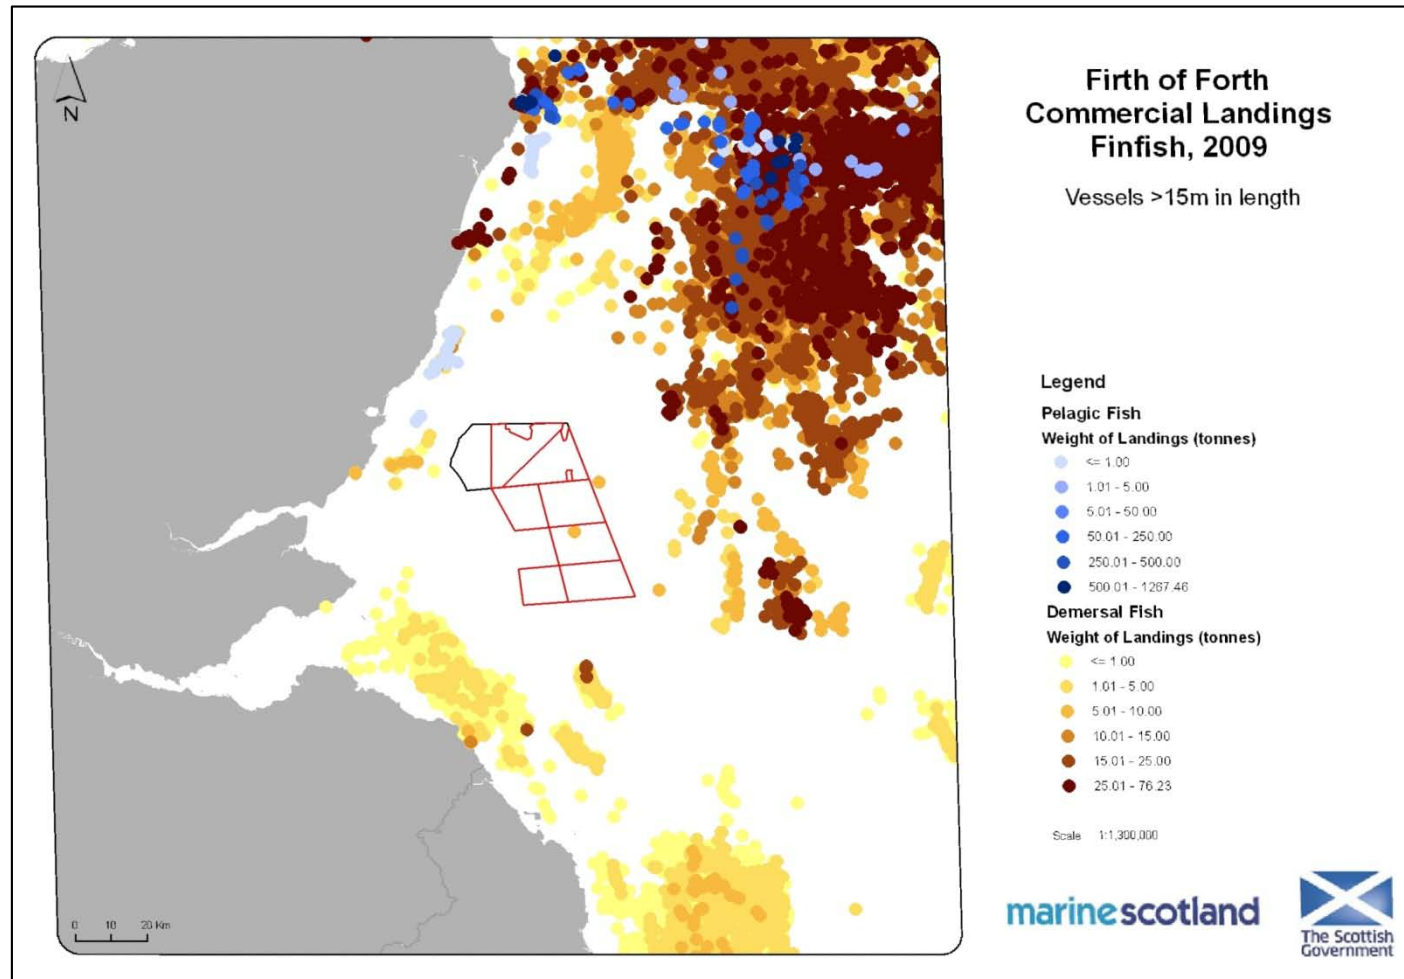 N
0 10 20 Km
Firth of Forth
Commercial Landings
Finfish, 2009
Vessels >15m in length
Legend
Pelagic Fish
Weight of Landings (tonnes)
<= 1.00
1.01 - 5.00
5.01 - 50.00
50.01 - 250.00
250.01 - 500.00
500.01 - 1267.46
Demersal Fish
Weight of Landings (tonnes)
<= 1.00
1.01 - 5.00
5.01 - 10.00
10.01 - 15.00
15.01 - 25.00
25.01 - 76.23
Scale 1:1,300,000
marinescotland
The Scottish
Government